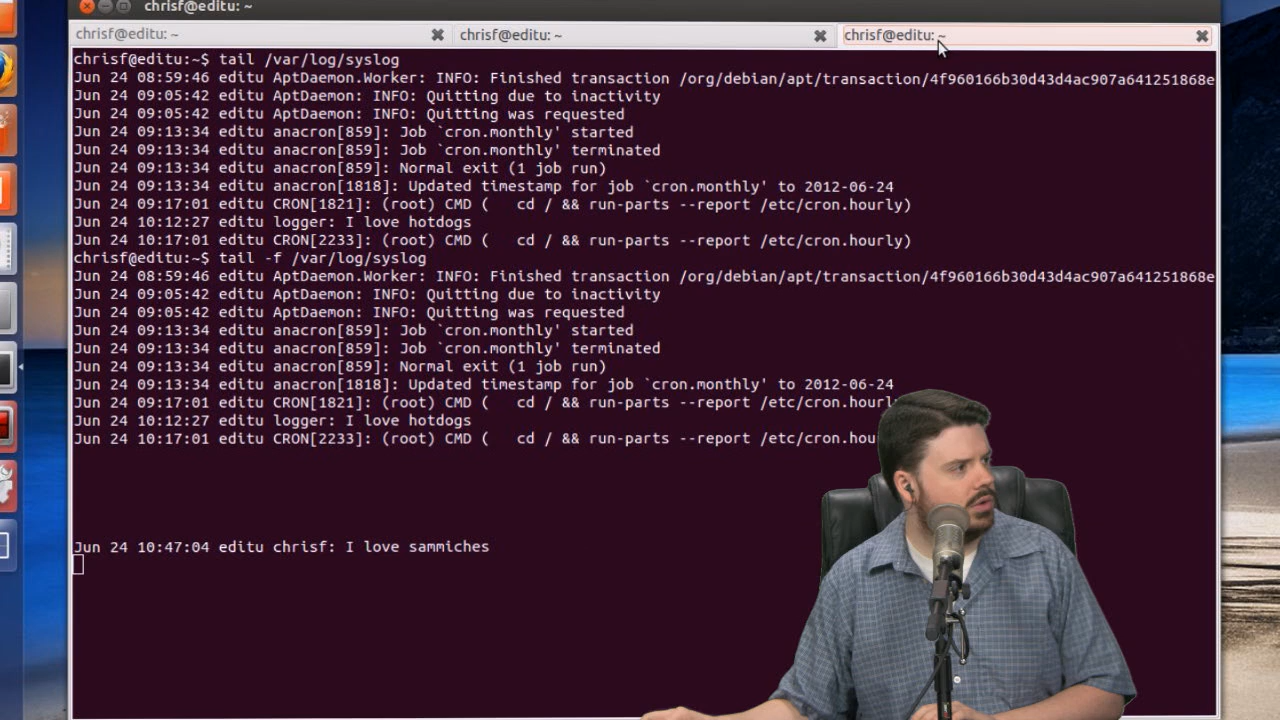 chrisf@editu: ~
chrisf@editu: ~
chrisf@editu: ~
chrisf@editu: ~
chrisf@editu:~$ tail /var/log/syslog
Jun 24 08:59:46 editu AptDaemon.Worker: INFO: Finished transaction /org/debian/apt/transaction/4f960166b30d43d4ac907a641251868e
Jun 24 09:05:42 editu AptDaemon: INFO: Quitting due to inactivity
Jun 24 09:05:42 editu AptDaemon: INFO: Quitting was requested
Jun 24 09:13:34 editu anacron[859]: Job `cron.monthly' started
Jun 24 09:13:34 editu anacron[859]: Job `cron.monthly' terminated
Jun 24 09:13:34 editu anacron[859]: Normal exit (1 job run)
Jun 24 09:13:34 editu anacron[1818]: Updated timestamp for job `cron.monthly' to 2012-06-24
Jun 24 09:17:01 editu CRON[1821]: (root) CMD (   cd / && run-parts --report /etc/cron.hourly)
Jun 24 10:12:27 editu logger: I love hotdogs
Jun 24 10:17:01 editu CRON[2233]: (root) CMD (   cd / && run-parts --report /etc/cron.hourly)
chrisf@editu:~$ tail -f /var/log/syslog
Jun 24 08:59:46 editu AptDaemon.Worker: INFO: Finished transaction /org/debian/apt/transaction/4f960166b30d43d4ac907a641251868e
Jun 24 09:05:42 editu AptDaemon: INFO: Quitting due to inactivity
Jun 24 09:05:42 editu AptDaemon: INFO: Quitting was requested
Jun 24 09:13:34 editu anacron[859]: Job `cron.monthly' started
Jun 24 09:13:34 editu anacron[859]: Job `cron.monthly' terminated
Jun 24 09:13:34 editu anacron[859]: Normal exit (1 job run)
Jun 24 09:13:34 editu anacron[1818]: Updated timestamp for job `cron.monthly' to 2012-06-24
Jun 24 09:17:01 editu CRON[1821]: (root) CMD (   cd / && run-parts --report /etc/cron.hourl
Jun 24 10:12:27 editu logger: I love hotdogs
Jun 24 10:17:01 editu CRON[2233]: (root) CMD (   cd / && run-parts --report /etc/cron.hou
Jun 24 10:47:04 editu chrisf: I love sammiches